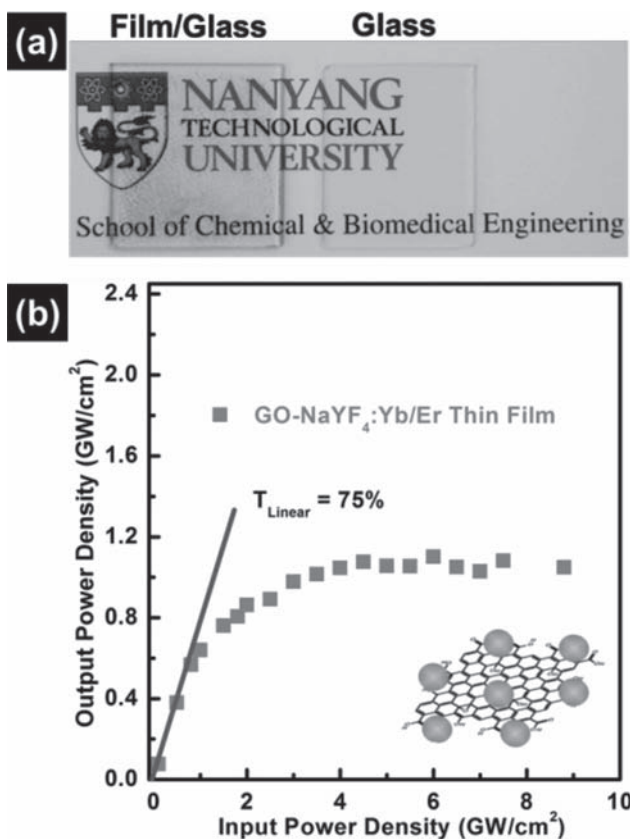 (a)
Film/Glass Glass
NANYANG
TECHNOLOGICAL
UNIVERSITY
School of Chemical & Biomedical Engineering
(b)
2.4
2.0
1.6
1.2
0.8
0.4
0.0
Output Power Density (GW/cm²)
GO-NaYF₄:Yb/Er Thin Film
T_Linear = 75%
0 2 4 6 8 10
Input Power Density (GW/cm²)